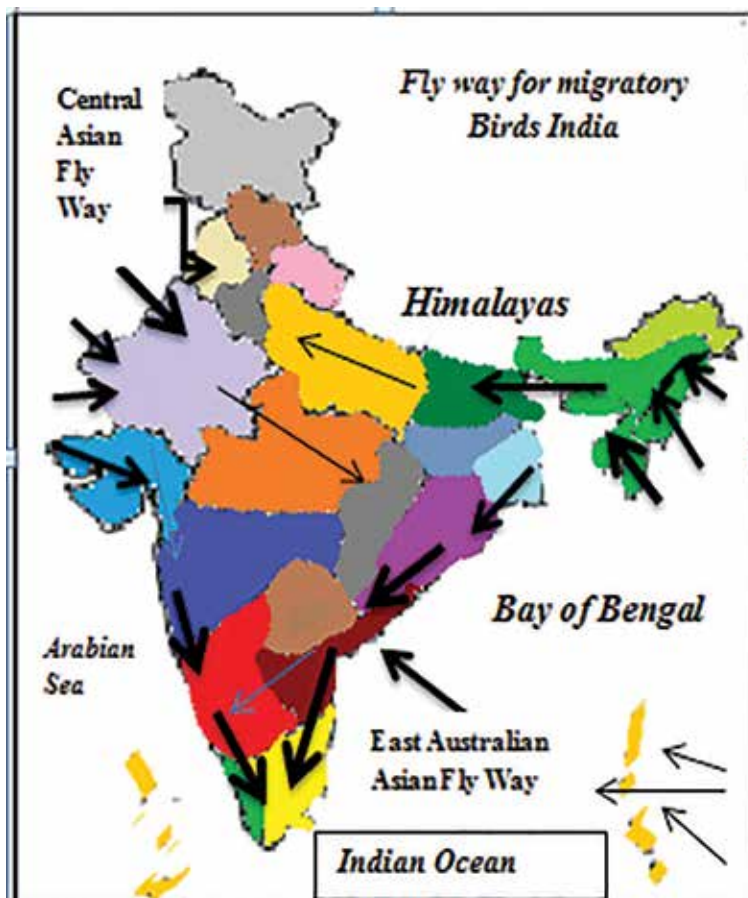 Fly way for migratory
Birds India
Central
Asian
Fly
Way
Himalayas
Bay of Bengal
Arabian
Sea
East Australian
Asian Fly Way
Indian Ocean